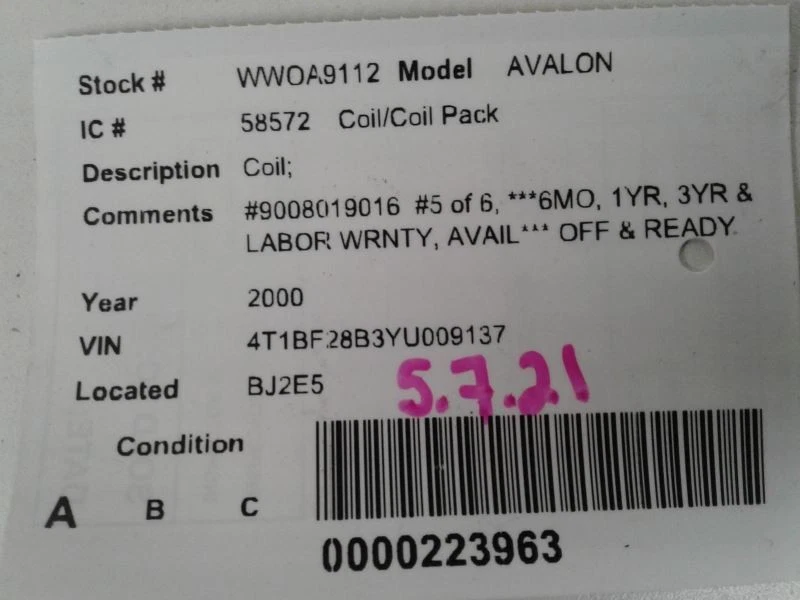 Stock # WWOA9112 Model AVALON
IC # 58572 Coil/Coil Pack
Description Coil;
Comments #9008019016 #5 of 6, ***6MO, 1YR, 3YR &
LABOR WRNTY, AVAIL*** OFF & READY
Year 2000
VIN 4T1BF28B3YU009137
Located BJ2E5
5.7.21
Condition
A B C
0000223963